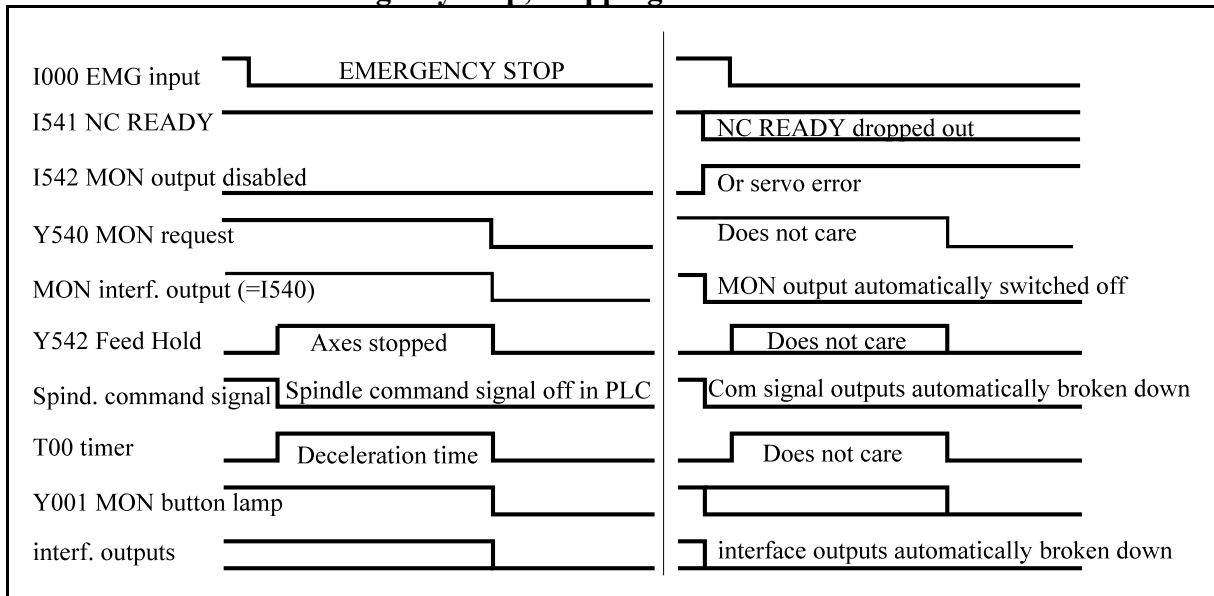 I000 EMG input EMERGENCY STOP
I541 NC READY NC READY dropped out
I542 MON output disabled Or servo error
Y540 MON request Does not care
MON interf. output (=I540) MON output automatically switched off
Y542 Feed Hold Axes stopped Does not care
Spind. command signal Spindle command signal off in PLC Com signal outputs automatically broken down
T00 timer Deceleration time Does not care
Y001 MON button lamp
interf. outputs interface outputs automatically broken down